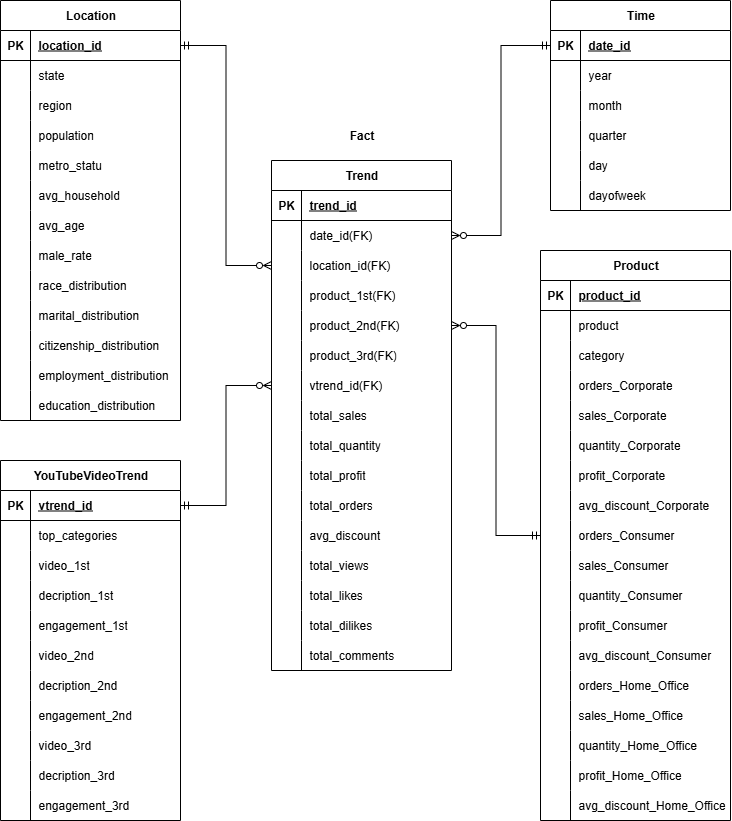 Location
PK location_id
state
region
population
metro_statu
avg_household
avg_age
male_rate
race_distribution
marital_distribution
citizenship_distribution
employment_distribution
education_distribution
YouTubeVideoTrend
PK vtrend_id
top_categories
video_1st
decription_1st
engagement_1st
video_2nd
decription_2nd
engagement_2nd
video_3rd
decription_3rd
engagement_3rd
Fact
Trend
PK trend_id
date_id(FK)
location_id(FK)
product_1st(FK)
product_2nd(FK)
product_3rd(FK)
vtrend_id(FK)
total_sales
total_quantity
total_profit
total_orders
avg_discount
total_views
total_likes
total_dilikes
total_comments
Time
PK date_id
year
month
quarter
day
dayofweek
Product
PK product_id
product
category
orders_Corporate
sales_Corporate
quantity_Corporate
profit_Corporate
avg_discount_Corporate
orders_Consumer
sales_Consumer
quantity_Consumer
profit_Consumer
avg_discount_Consumer
orders_Home_Office
sales_Home_Office
quantity_Home_Office
profit_Home_Office
avg_discount_Home_Office